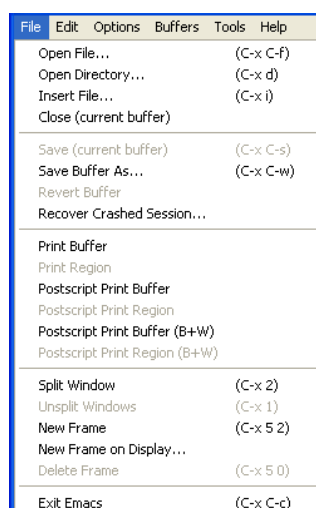 File Edit Options Buffers Tools Help
Open File... (C-x C-f)
Open Directory... (C-x d)
Insert File... (C-x i)
Close (current buffer)
Save (current buffer) (C-x C-s)
Save Buffer As... (C-x C-w)
Revert Buffer
Recover Crashed Session...
Print Buffer
Print Region
Postscript Print Buffer
Postscript Print Region
Postscript Print Buffer (B+W)
Postscript Print Region (B+W)
Split Window (C-x 2)
Unsplit Windows (C-x 1)
New Frame (C-x 5 2)
New Frame on Display...
Delete Frame (C-x 5 0)
Exit Emacs (C-x C-c)